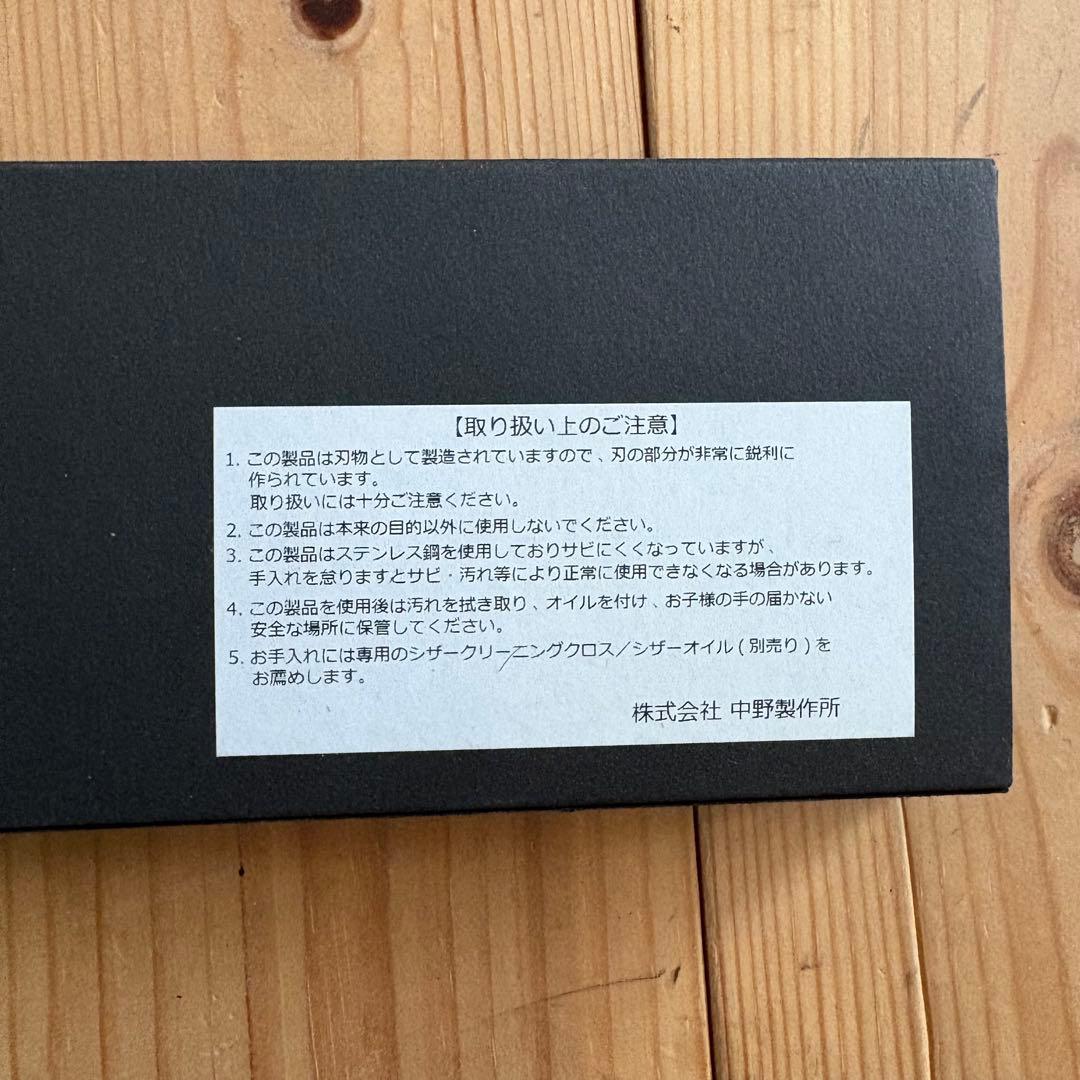 【取り扱い上のご注意】
1. この製品は刃物として製造されていますので、刃の部分が非常に鋭利に
作られています。
取り扱いには十分ご注意ください。
2. この製品は本来の目的以外に使用しないでください。
3. この製品はステンレス鋼を使用しておりサビにくくなっていますが、
手入れを怠りますとサビ・汚れ等により正常に使用できなくなる場合があります。
4. この製品を使用後は汚れを拭き取り、オイルを付け、お子様の手の届かない
安全な場所に保管してください。
5. お手入れには専用のシザークリーニングクロス／シザーオイル(別売り)を
お薦めします。
株式会社 中野製作所